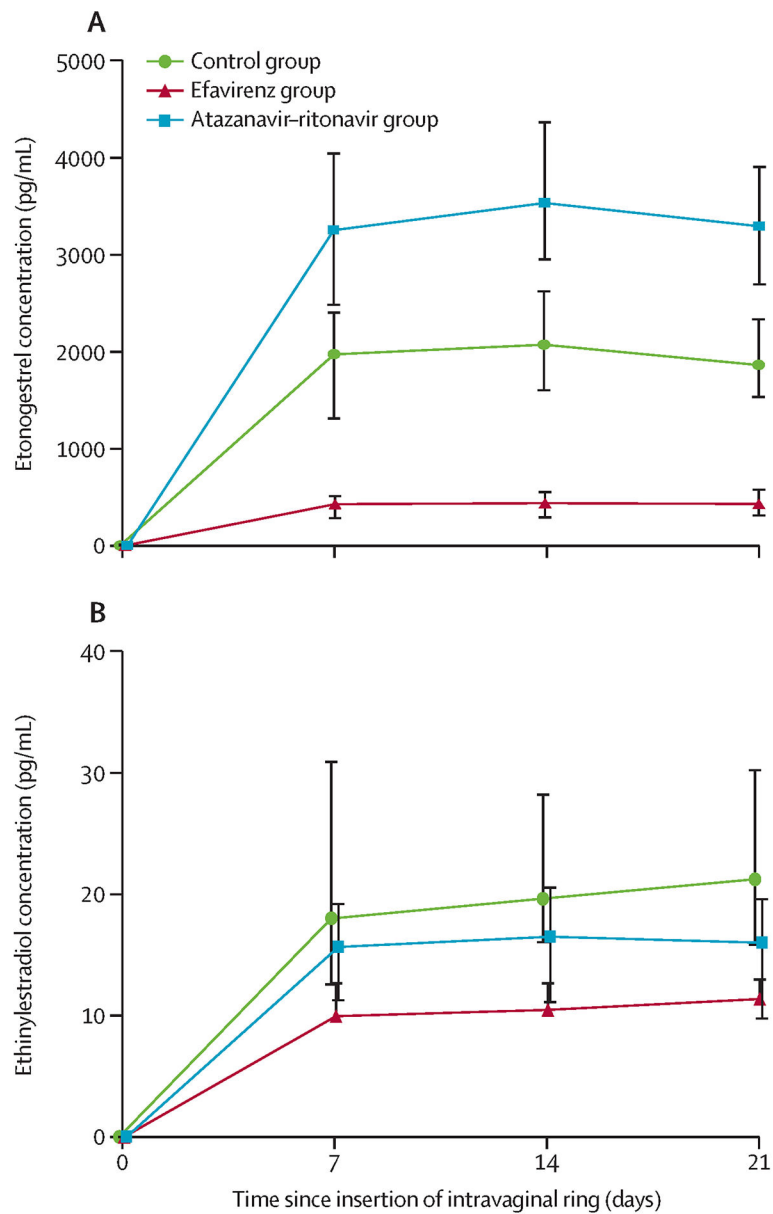 A
Control group
Efavirenz group
Atazanavir–ritonavir group
5000
4000
3000
2000
1000
0
Etonogestrel concentration (pg/mL)
B
40
30
20
10
0
Ethinylestradiol concentration (pg/mL)
0 7 14 21
Time since insertion of intravaginal ring (days)